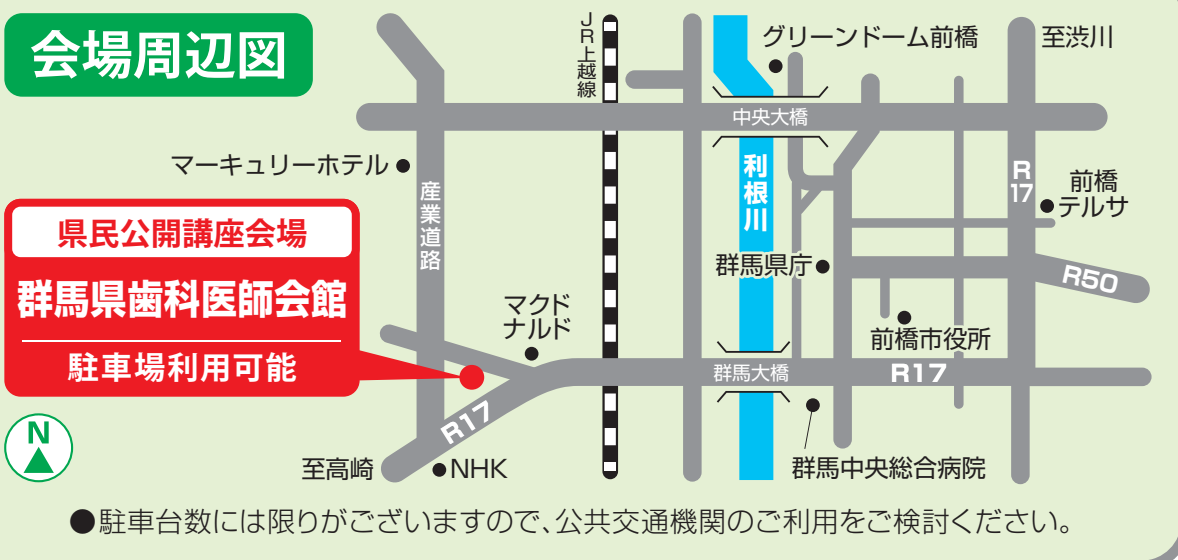 会場周辺図
JR上越線
グリーンドーム前橋
至渋川
中央大橋
マーキュリーホテル
産業道路
利根川
R17
前橋
テルサ
県民公開講座会場
群馬県歯科医師会館
駐車場利用可能
群馬県庁
R50
マクド
ナルド
前橋市役所
群馬大橋
R17
R17
N
至高崎
NHK
群馬中央総合病院
●駐車台数には限りがございますので、公共交通機関のご利用をご検討ください。